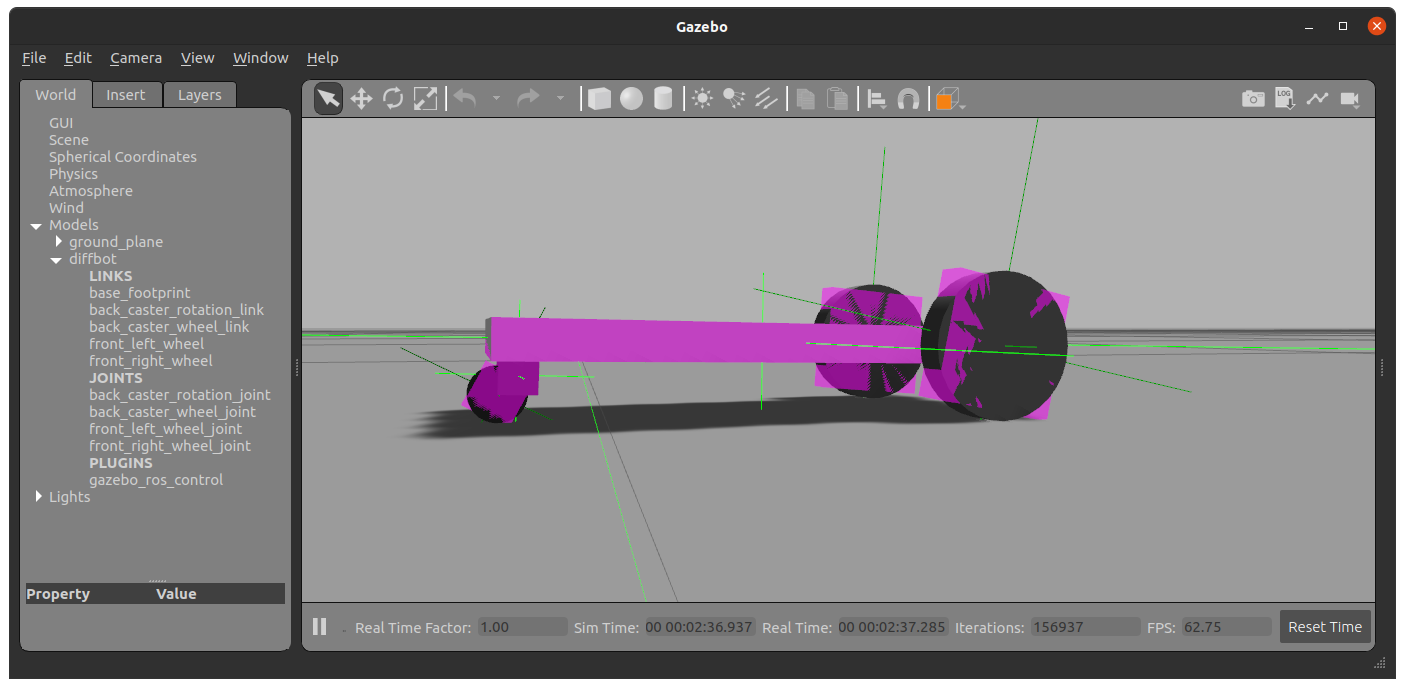 Gazebo
File Edit Camera View Window Help
World Insert Layers
LOG
GUI
Scene
Spherical Coordinates
Physics
Atmosphere
Wind
Models
ground_plane
diffbot
LINKS
base_footprint
back_caster_rotation_link
back_caster_wheel_link
front_left_wheel
front_right_wheel
JOINTS
back_caster_rotation_joint
back_caster_wheel_joint
front_left_wheel_joint
front_right_wheel_joint
PLUGINS
gazebo_ros_control
Lights
Property Value
Real Time Factor: 1.00 Sim Time: 00 00:02:36.937 Real Time: 00 00:02:37.285 Iterations: 156937 FPS: 62.75 Reset Time